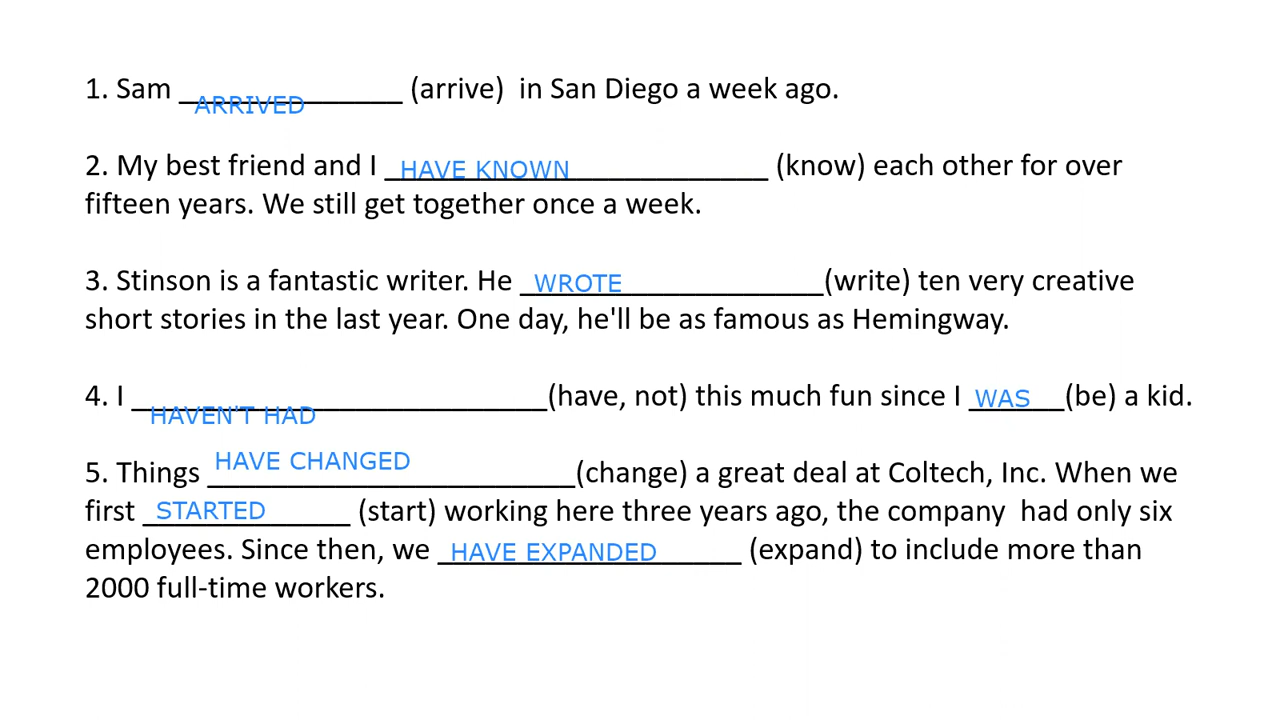 1. Sam ______________ (arrive)  in San Diego a week ago.
ARRIVED
2. My best friend and I HAVE KNOWN (know) each other for over
fifteen years. We still get together once a week.
3. Stinson is a fantastic writer. He WROTE (write) ten very creative
short stories in the last year. One day, he'll be as famous as Hemingway.
4. I __________________________(have, not) this much fun since I WAS (be) a kid.
HAVEN'T HAD
HAVE CHANGED
5. Things _______________________(change) a great deal at Coltech, Inc. When we
first STARTED (start) working here three years ago, the company  had only six
employees. Since then, we HAVE EXPANDED (expand) to include more than
2000 full-time workers.